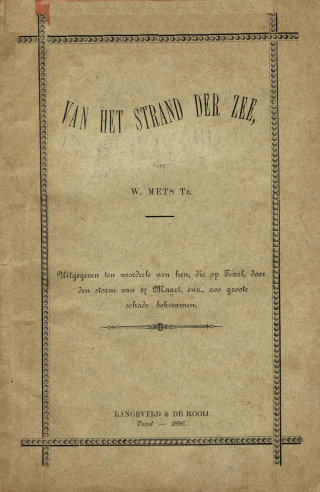 VAN HET STRAND DER ZEE,
DOOR
W. METS Tz.
Uitgegeven ten voordeele van hen, die op Texel, door
den storm van 27 Maart, enz., zoo groote
schade bekwamen.
LANGEVELD & DE ROOIJ.
Texel — 1896.